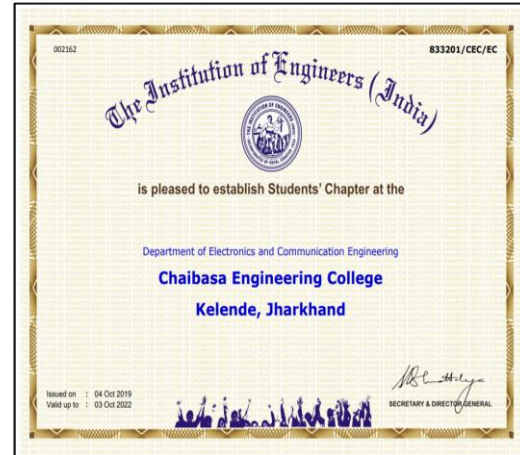 002162
833201/CEC/EC
The Institution of Engineers (India)
is pleased to establish Students' Chapter at the
Department of Electronics and Communication Engineering
Chaibasa Engineering College
Kelende, Jharkhand
Issued on : 04 Oct 2019
Valid up to : 03 Oct 2022
SECRETARY & DIRECTOR GENERAL